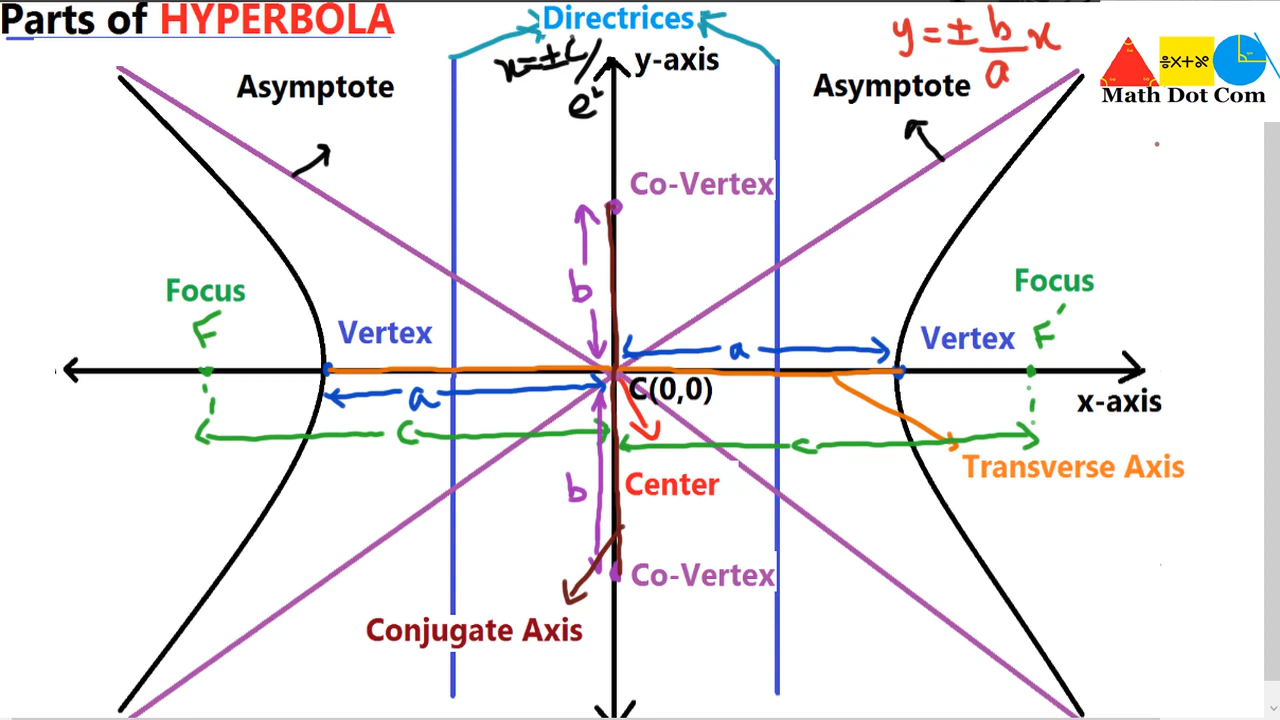 Parts of HYPERBOLA
Directrices
x=±c/e²
y-axis
y=±b/a x
÷×+%
Math Dot Com
Asymptote
Asymptote
Co-Vertex
b
Focus
F
Focus
F'
Vertex
a
Vertex
a
C(0,0)
x-axis
c
c
Transverse Axis
b
Center
Co-Vertex
Conjugate Axis